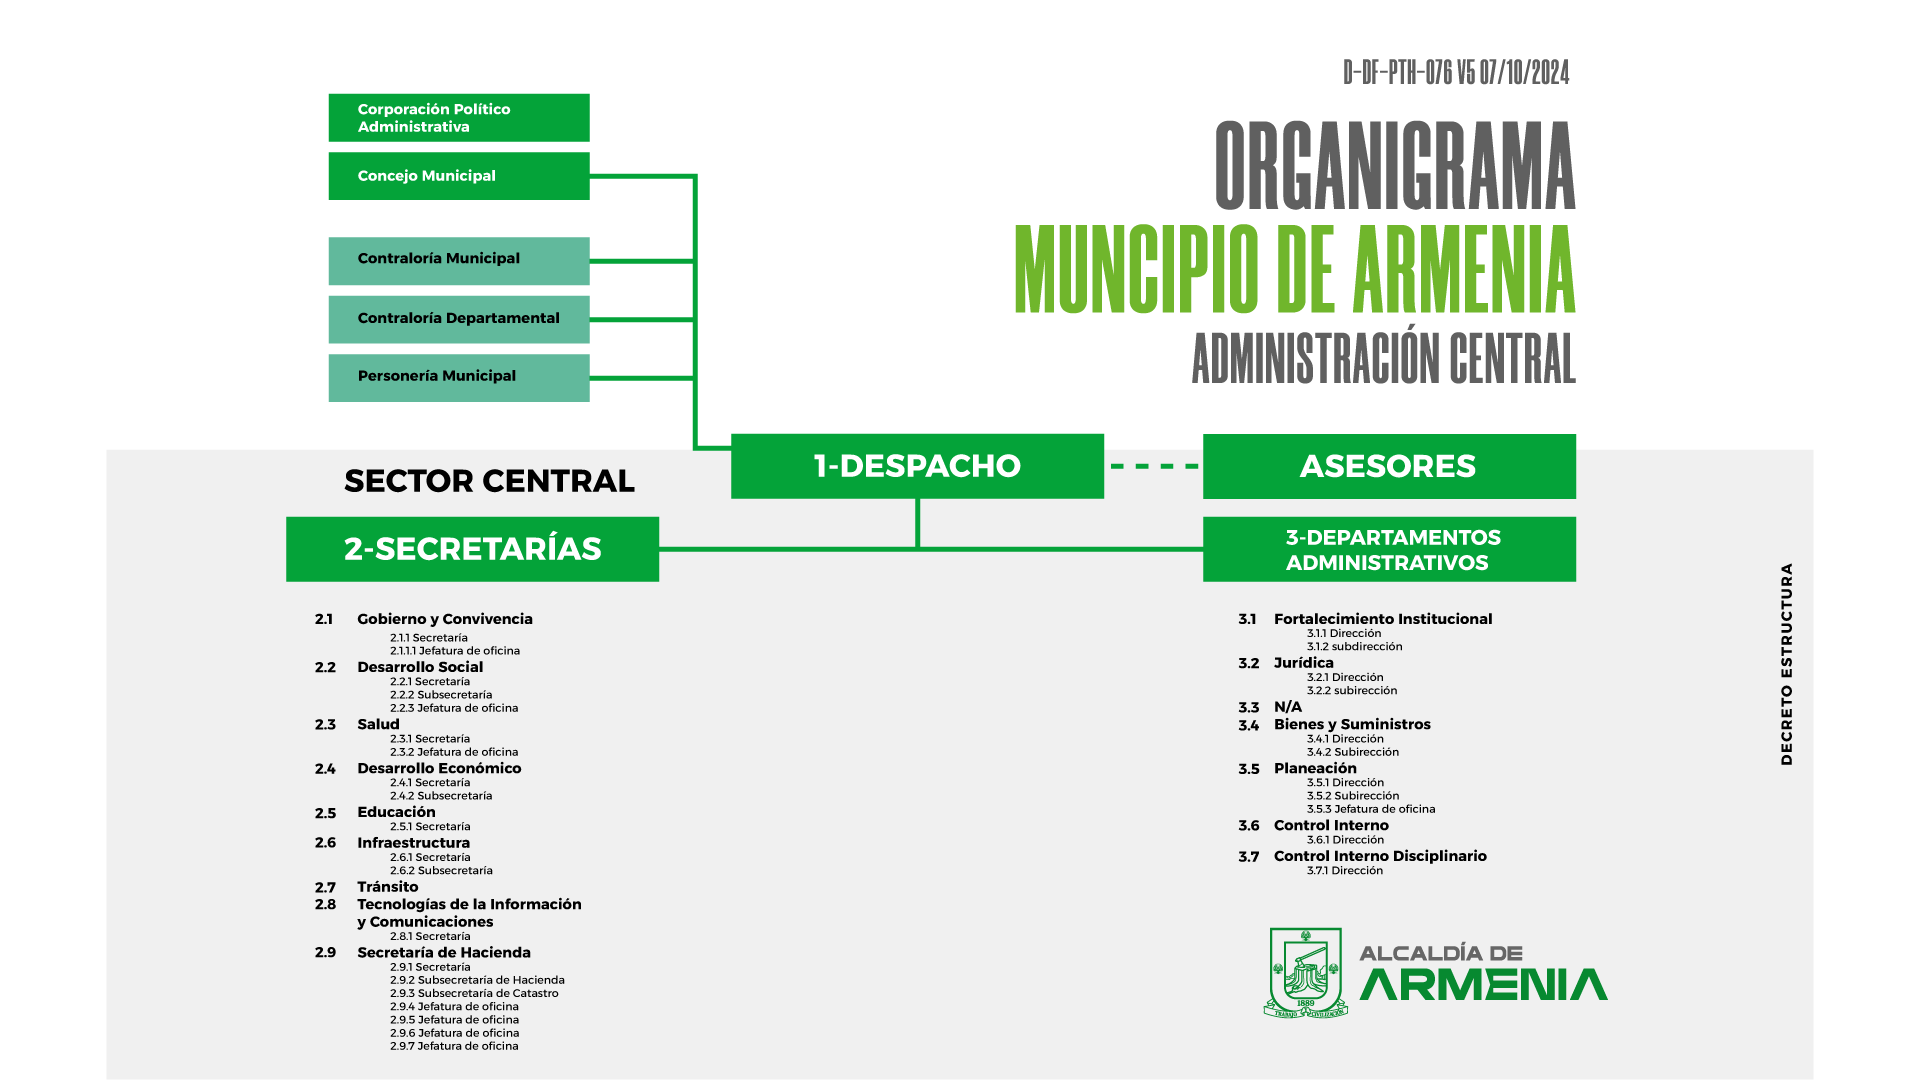 D-DF-PTH-076 V5 07/10/2024
ORGANIGRAMA
MUNCIPIO DE ARMENIA
ADMINISTRACIÓN CENTRAL
Corporación Político
Administrativa
Concejo Municipal
Contraloría Municipal
Contraloría Departamental
Personería Municipal
1-DESPACHO
ASESORES
SECTOR CENTRAL
2-SECRETARÍAS
3-DEPARTAMENTOS
ADMINISTRATIVOS
2.1 Gobierno y Convivencia
2.1.1 Secretaría
2.1.1.1 Jefatura de oficina
2.2 Desarrollo Social
2.2.1 Secretaría
2.2.2 Subsecretaría
2.2.3 Jefatura de oficina
2.3 Salud
2.3.1 Secretaría
2.3.2 Jefatura de oficina
2.4 Desarrollo Económico
2.4.1 Secretaría
2.4.2 Subsecretaría
2.5 Educación
2.5.1 Secretaría
2.6 Infraestructura
2.6.1 Secretaría
2.6.2 Subsecretaría
2.7 Tránsito
2.8 Tecnologías de la Información
y Comunicaciones
2.8.1 Secretaría
2.9 Secretaría de Hacienda
2.9.1 Secretaría
2.9.2 Subsecretaría de Hacienda
2.9.3 Subsecretaría de Catastro
2.9.4 Jefatura de oficina
2.9.5 Jefatura de oficina
2.9.6 Jefatura de oficina
2.9.7 Jefatura de oficina
3.1 Fortalecimiento Institucional
3.1.1 Dirección
3.1.2 subdirección
3.2 Jurídica
3.2.1 Dirección
3.2.2 subirección
3.3 N/A
3.4 Bienes y Suministros
3.4.1 Dirección
3.4.2 Subirección
3.5 Planeación
3.5.1 Dirección
3.5.2 Subirección
3.5.3 Jefatura de oficina
3.6 Control Interno
3.6.1 Dirección
3.7 Control Interno Disciplinario
3.7.1 Dirección
DECRETO ESTRUCTURA
1889
TRABAJO CIVILIZACIÓN
ALCALDÍA DE
ARMENIA